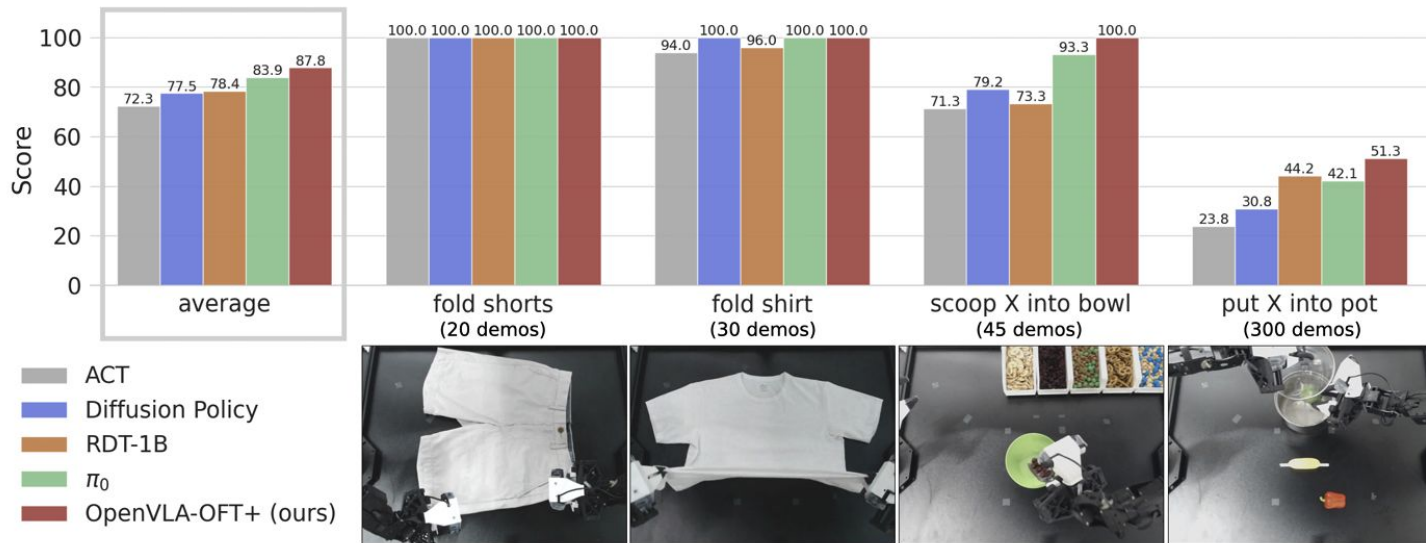 100.0 100.0 100.0 100.0 100.0
94.0 100.0 96.0 100.0 100.0
71.3 79.2 73.3 93.3 100.0
23.8 30.8 44.2 42.1 51.3
72.3 77.5 78.4 83.9 87.8
Score
100
80
60
40
20
0
average
fold shorts
(20 demos)
fold shirt
(30 demos)
scoop X into bowl
(45 demos)
put X into pot
(300 demos)
ACT
Diffusion Policy
RDT-1B
π0
OpenVLA-OFT+ (ours)